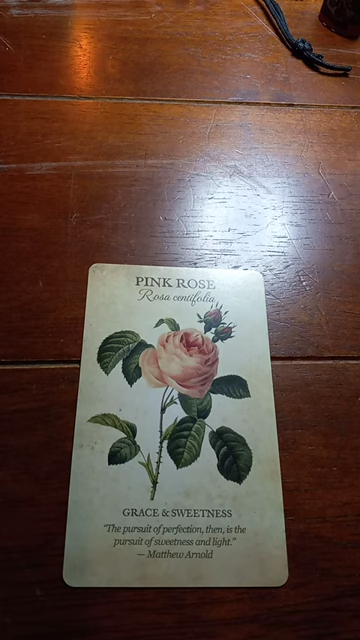 PINK ROSE
Rosa centifolia
GRACE & SWEETNESS
"The pursuit of perfection, then, is the
pursuit of sweetness and light."
— Matthew Arnold